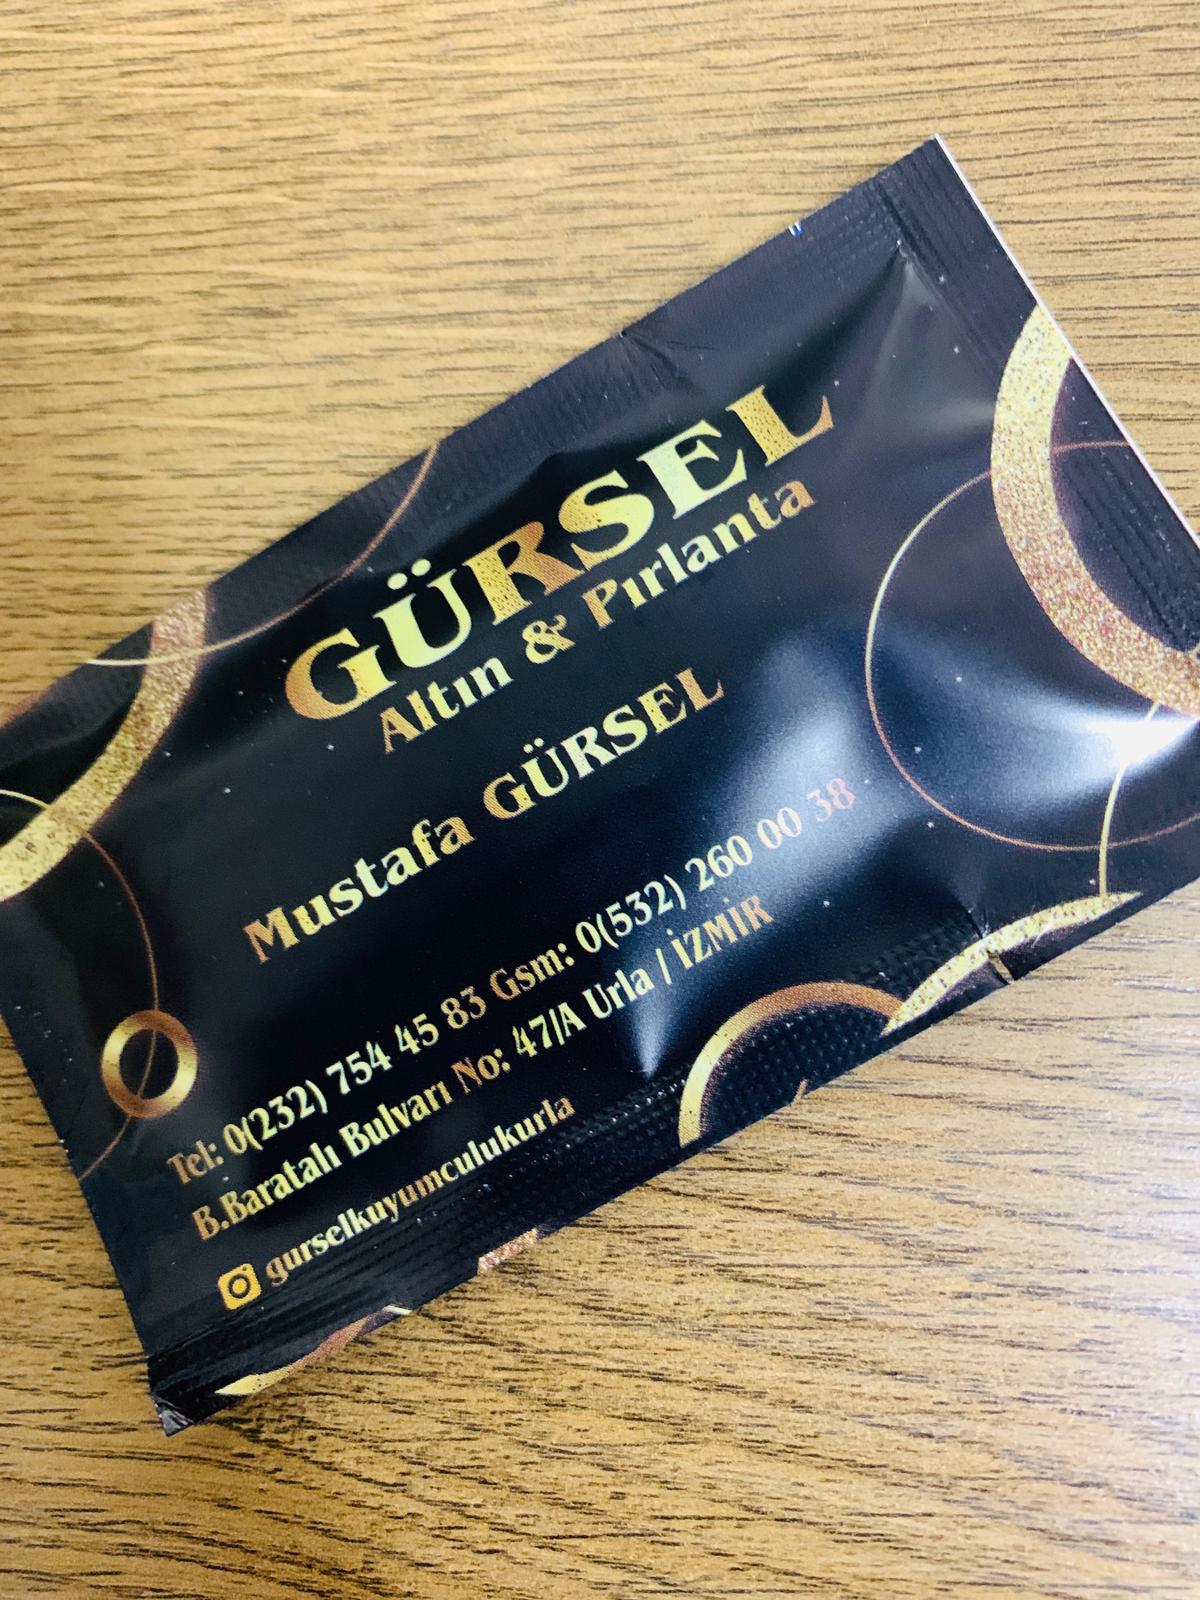 GÜRSEL
Altın & Pırlanta
Mustafa GÜRSEL
Tel: 0(232) 754 45 83 Gsm: 0(532) 260 00 38
B.Baratalı Bulvarı No: 47/A Urla / İZMİR
gurselkuyumculukurla